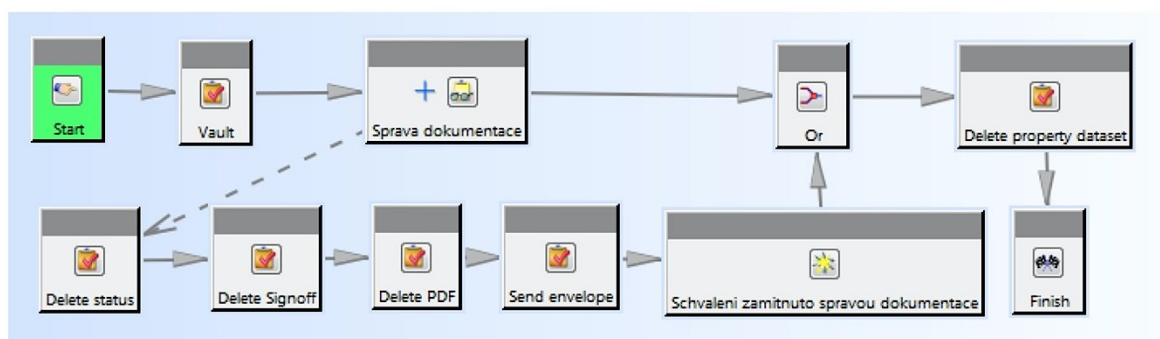 Start
Vault
Sprava dokumentace
Or
Delete property dataset
Delete status
Delete Signoff
Delete PDF
Send envelope
Schvaleni zamitnuto spravou dokumentace
Finish